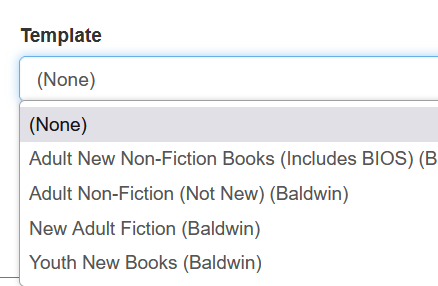 Template
(None)
(None)
Adult New Non-Fiction Books (Includes BIOS) (B
Adult Non-Fiction (Not New) (Baldwin)
New Adult Fiction (Baldwin)
Youth New Books (Baldwin)